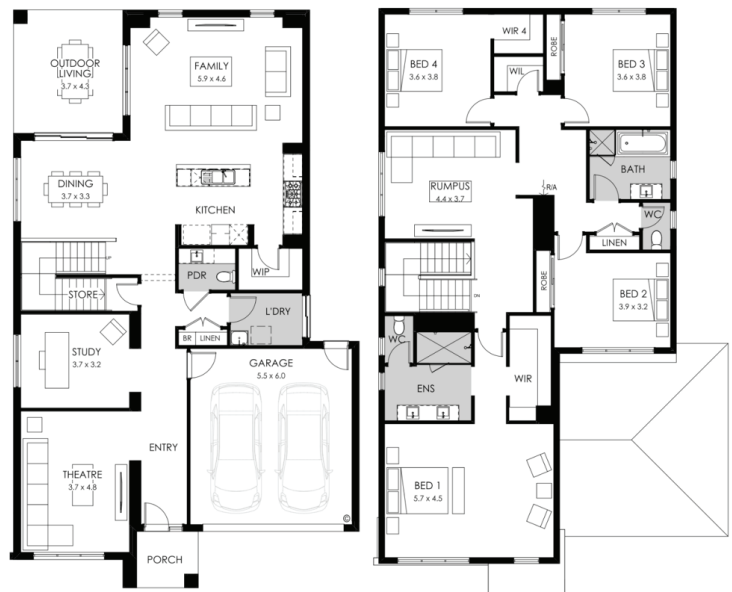 OUTDOOR
LIVING
3.7 x 4.3
FAMILY
5.9 x 4.6
DINING
3.7 x 3.3
KITCHEN
PDR
WIP
STORE
L'DRY
BR
LINEN
STUDY
3.7 x 3.2
GARAGE
5.5 x 6.0
ENTRY
THEATRE
3.7 x 4.8
©
PORCH
BED 4
3.6 x 3.8
WIR 4
WIL
ROBE
BED 3
3.6 x 3.8
RUMPUS
4.4 x 3.7
R/A
BATH
WC
LINEN
ROBE
BED 2
3.9 x 3.2
DN
WC
ENS
WIR
BED 1
5.7 x 4.5